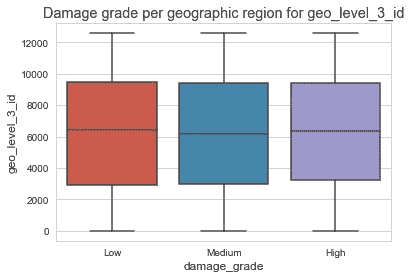 Damage grade per geographic region for geo_level_3_id
12000
10000
8000
geo_level_3_id
6000
4000
2000
0
Low Medium High
damage_grade